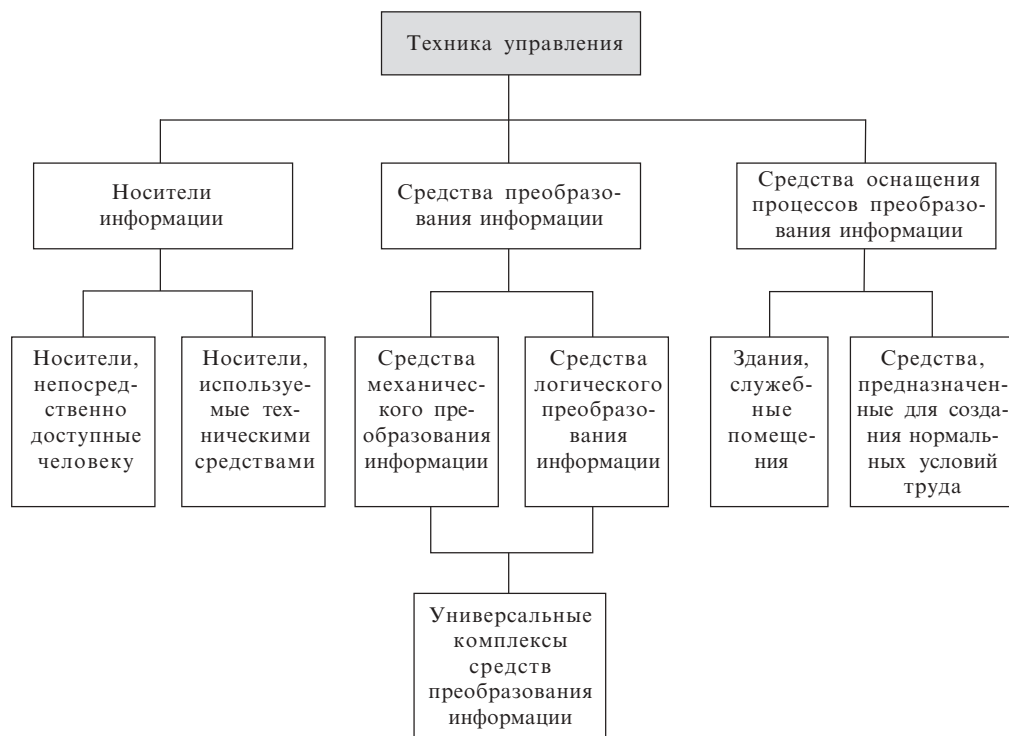 Техника управления
Носители
информации
Средства преобразо-
вания информации
Средства оснащения
процессов преобразо-
вания информации
Носители,
непосред-
ственно
доступные
человеку
Носители,
используе-
мые тех-
ническими
средствами
Средства
механичес-
кого пре-
образования
информации
Средства
логического
преобразо-
вания
информации
Здания,
служеб-
ные
помеще-
ния
Средства,
предназначен-
ные для созда-
ния нормаль-
ных условий
труда
Универсальные
комплексы
средств
преобразования
информации